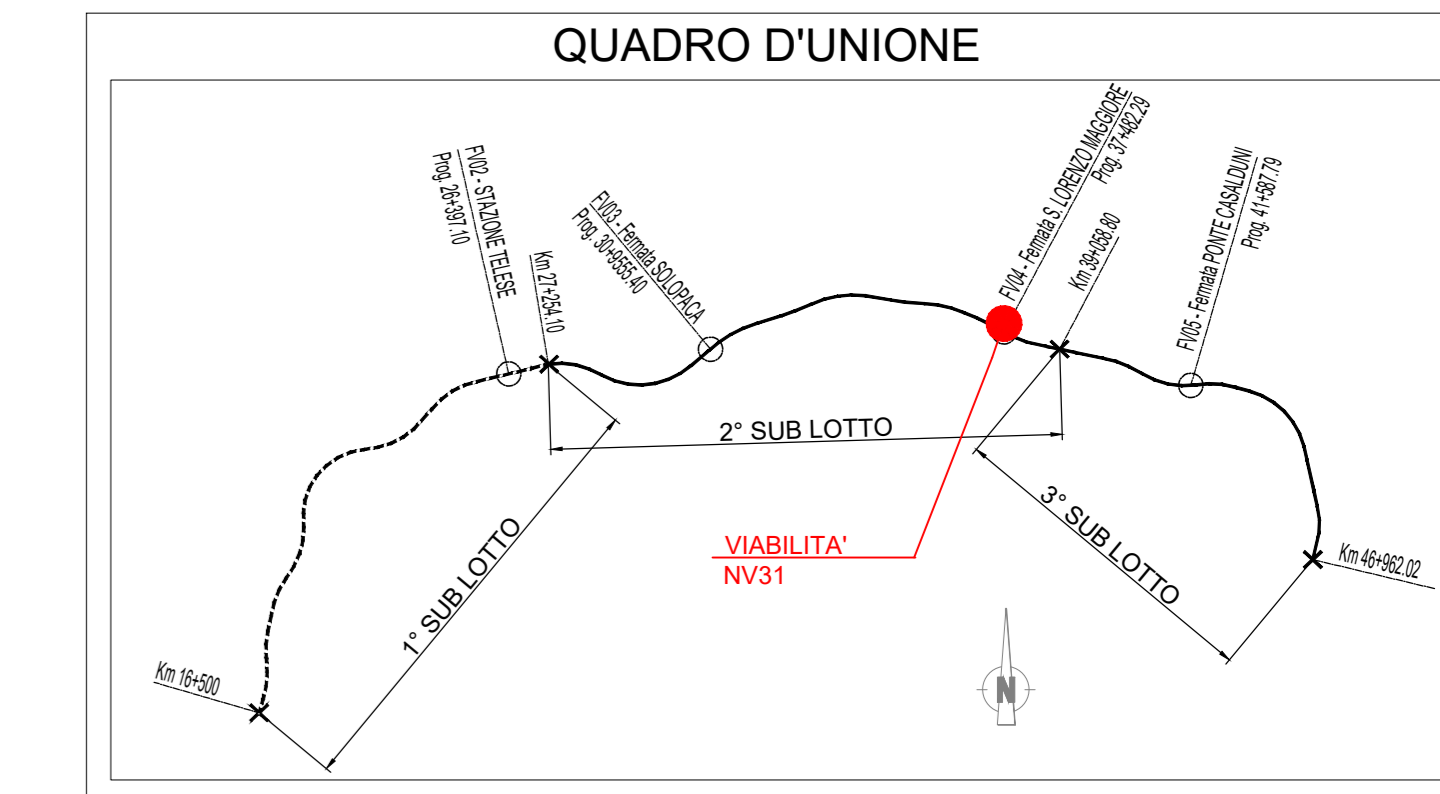 QUADRO D'UNIONE
FV02 - STAZIONE TELESE
Prog. 26+397.10
Km 27+254.10
FV03 - Fermata SOLOPACA
Prog. 30+9555.40
FV04 - Fermata S. LORENZO MAGGIORE
Prog. 37+482.29
Km 39+058.80
FV05 - Fermata PONTE CASALDUNI
Prog. 41+587.79
2° SUB LOTTO
1° SUB LOTTO
3° SUB LOTTO
VIABILITA'
NV31
Km 46+962.02
Km 16+500
N